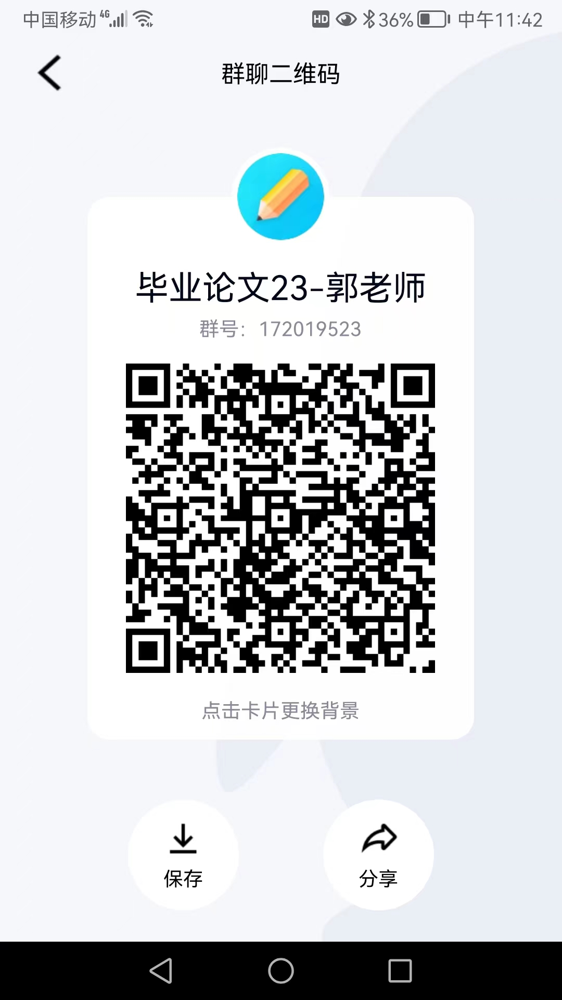 中国移动 4G HD 36% 中午11:42
群聊二维码
毕业论文23-郭老师
群号：172019523
点击卡片更换背景
保存 分享